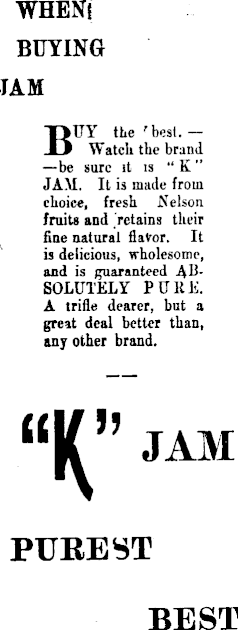 WHEN
BUYING
JAM
BUY the best. —
Watch the brand
—be sure it is "K"
JAM. It is made from
choice, fresh Nelson
fruits and retains their
fine natural flavor. It
is delicious, wholesome,
and is guaranteed AB-
SOLUTELY PURE.
A trifle dearer, but a
great deal better than,
any other brand.
"K" JAM
PUREST
BEST